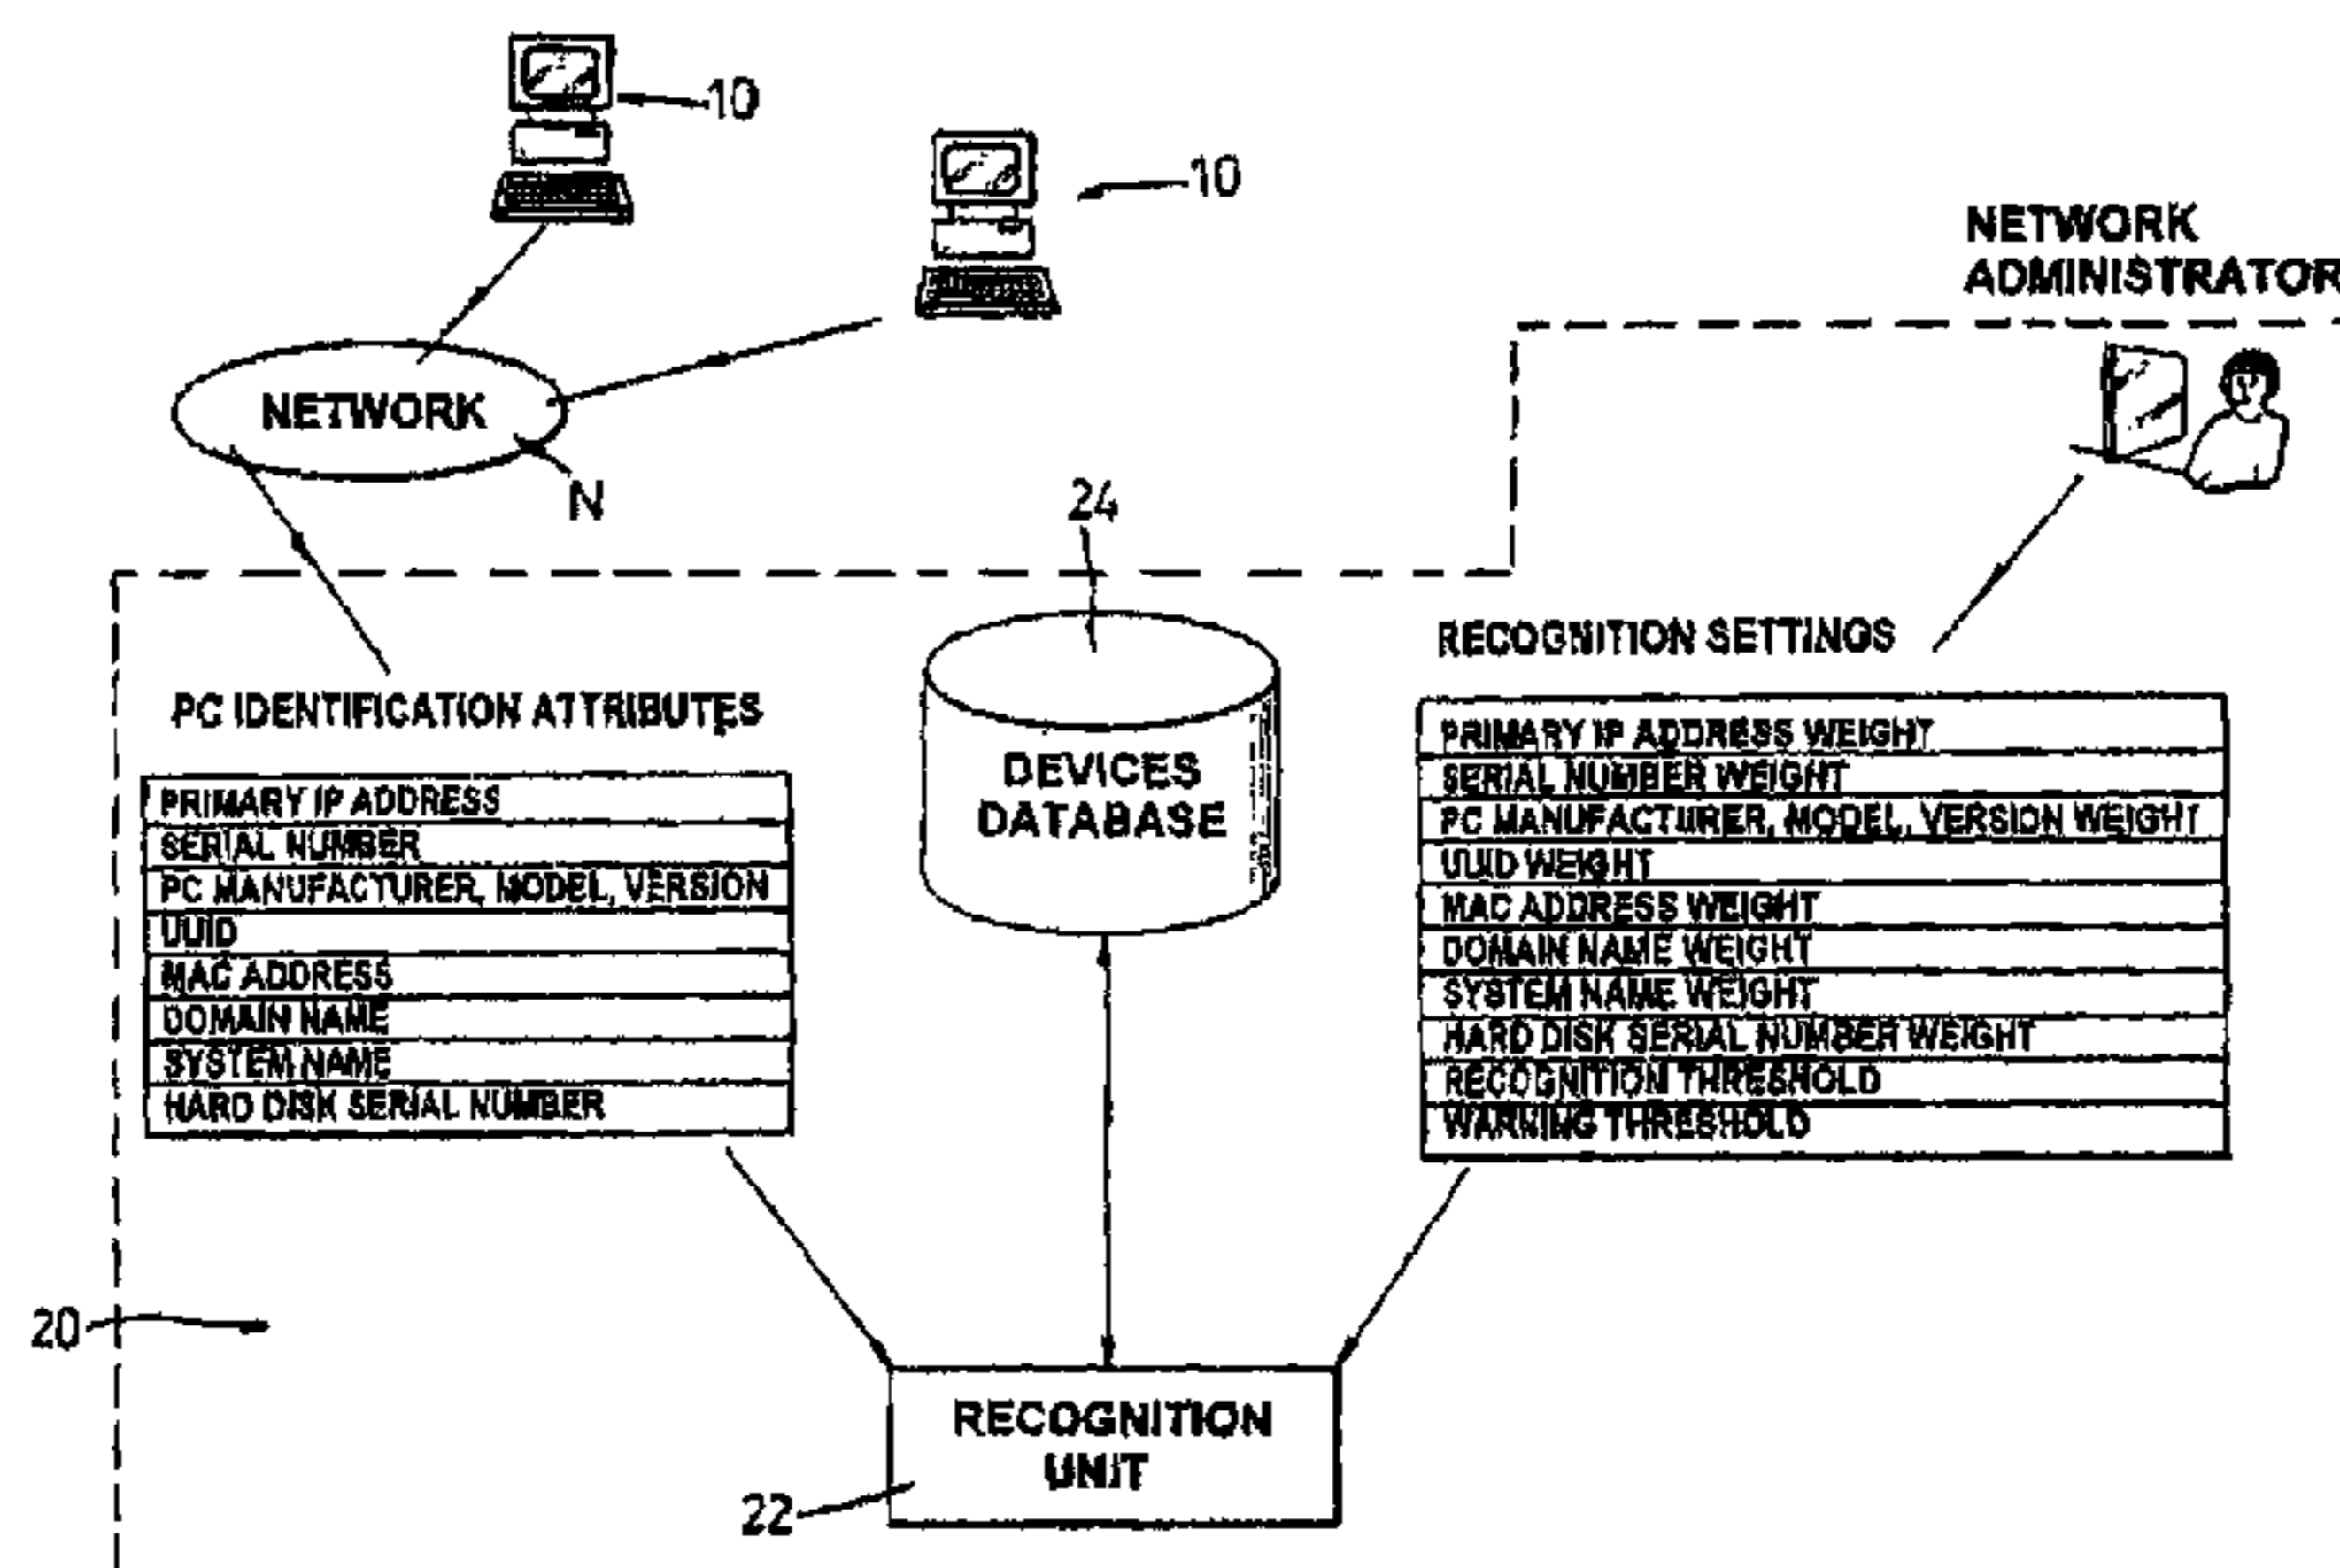 10
10
NETWORK
ADMINISTRATOR
NETWORK
N
24
RECOGNITION SETTINGS
PC IDENTIFICATION ATTRIBUTES
DEVICES
DATABASE
PRIMARY IP ADDRESS
SERIAL NUMBER
PC MANUFACTURER, MODEL, VERSION
UUID
MAC ADDRESS
DOMAIN NAME
SYSTEM NAME
HARD DISK SERIAL NUMBER
PRIMARY IP ADDRESS WEIGHT
SERIAL NUMBER WEIGHT
PC MANUFACTURER, MODEL, VERSION WEIGHT
UUID WEIGHT
MAC ADDRESS WEIGHT
DOMAIN NAME WEIGHT
SYSTEM NAME WEIGHT
HARD DISK SERIAL NUMBER WEIGHT
RECOGNITION THRESHOLD
WARNING THRESHOLD
20
RECOGNITION
UNIT
22